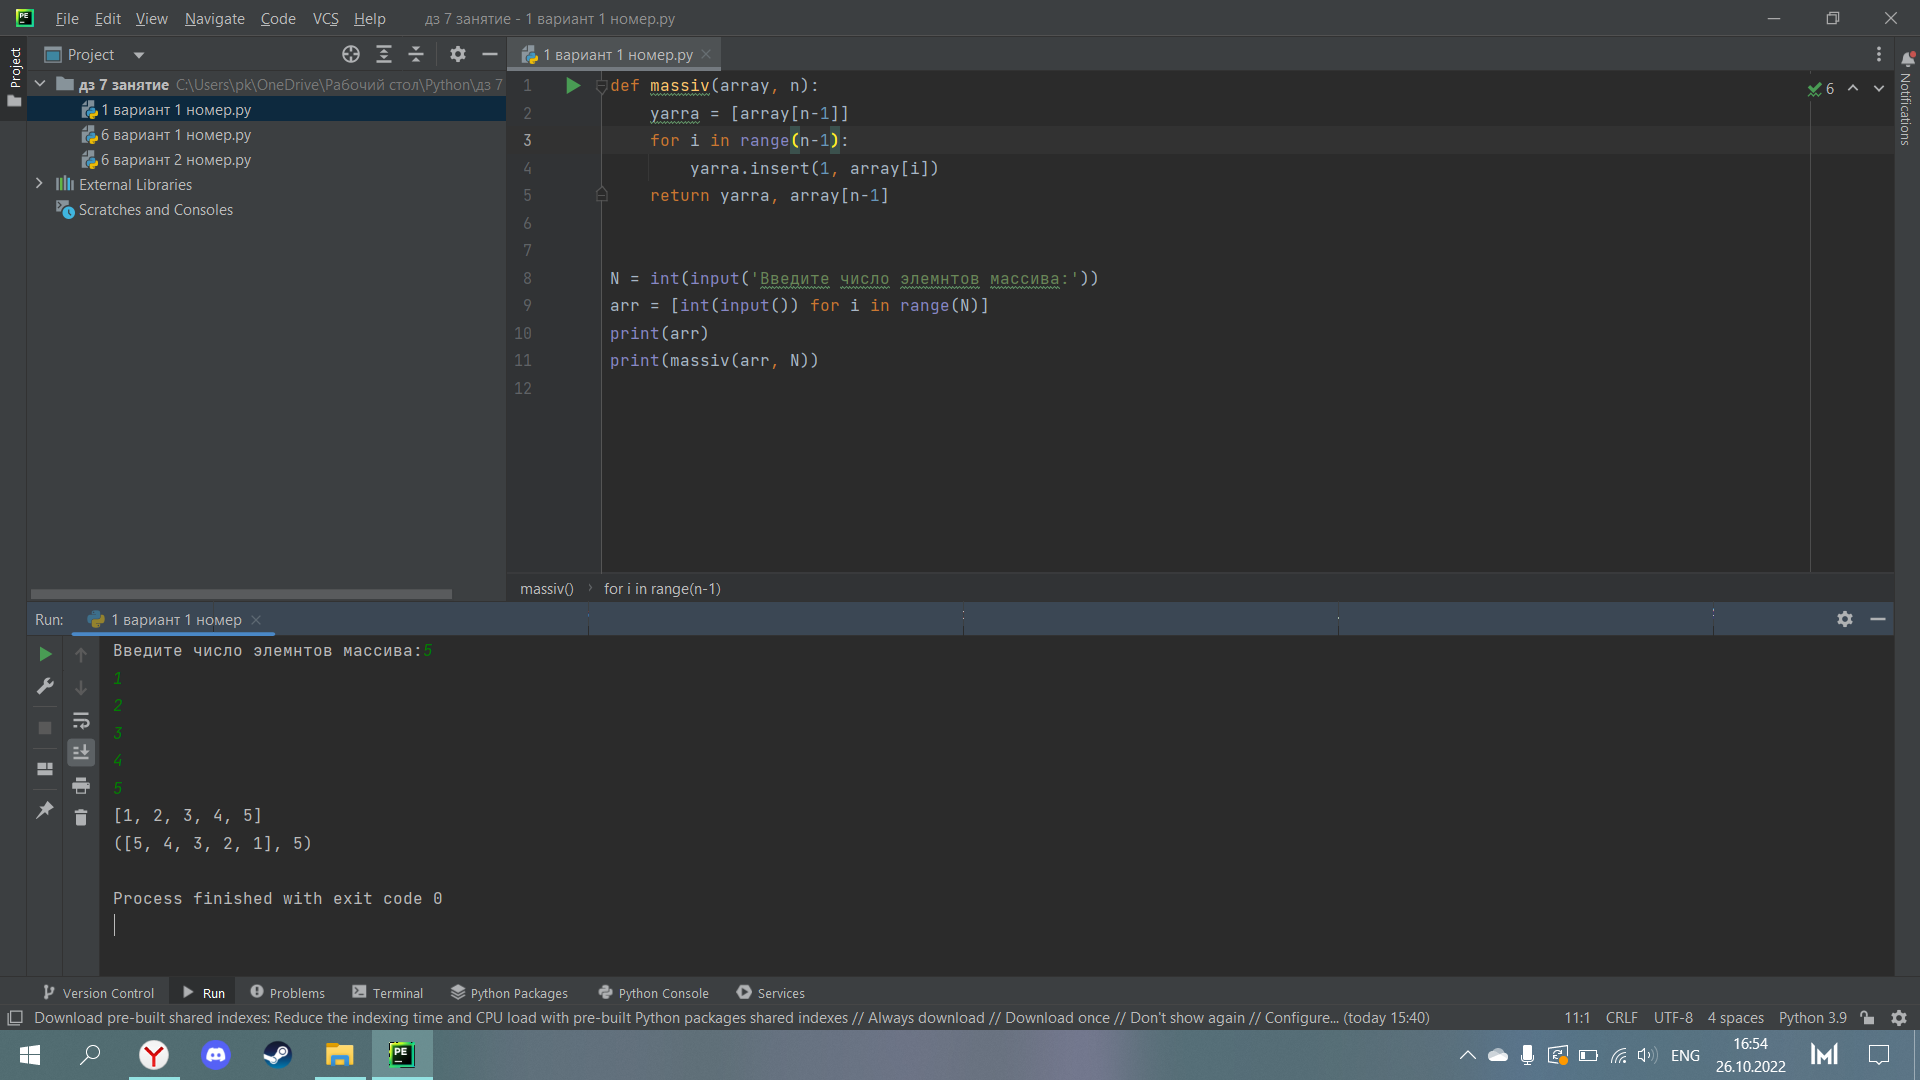 File Edit View Navigate Code VCS Help дз 7 занятие - 1 вариант 1 номер.py
Project
Project
1 вариант 1 номер.py
дз 7 занятие C:\Users\pk\OneDrive\Рабочий стол\Python\дз 7
1 вариант 1 номер.py
6 вариант 1 номер.py
6 вариант 2 номер.py
External Libraries
Scratches and Consoles
1 def massiv(array, n):
2 yarra = [array[n-1]]
3 for i in range(n-1):
4 yarra.insert(1, array[i])
5 return yarra, array[n-1]
6
7
8 N = int(input('Введите число элемнтов массива:'))
9 arr = [int(input()) for i in range(N)]
10 print(arr)
11 print(massiv(arr, N))
12
6
Notifications
massiv() for i in range(n-1)
Run: 1 вариант 1 номер
Введите число элемнтов массива:5
1
2
3
4
5
[1, 2, 3, 4, 5]
([5, 4, 3, 2, 1], 5)
Process finished with exit code 0
Version Control Run Problems Terminal Python Packages Python Console Services
Download pre-built shared indexes: Reduce the indexing time and CPU load with pre-built Python packages shared indexes // Always download // Download once // Don't show again // Configure... (today 15:40) 11:1 CRLF UTF-8 4 spaces Python 3.9
PE
ENG
16:54
26.10.2022